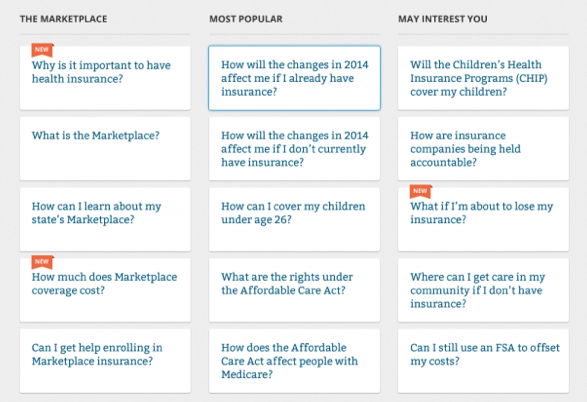 THE MARKETPLACE
NEW
Why is it important to have
health insurance?
What is the Marketplace?
How can I learn about my
state's Marketplace?
NEW
How much does Marketplace
coverage cost?
Can I get help enrolling in
Marketplace insurance?
MOST POPULAR
How will the changes in 2014
affect me if I already have
insurance?
How will the changes in 2014
affect me if I don't currently
have insurance?
How can I cover my children
under age 26?
What are the rights under
the Affordable Care Act?
How does the Affordable
Care Act affect people with
Medicare?
MAY INTEREST YOU
Will the Children's Health
Insurance Programs (CHIP)
cover my children?
How are insurance
companies being held
accountable?
NEW
What if I'm about to lose my
insurance?
Where can I get care in my
community if I don't have
insurance?
Can I still use an FSA to offset
my costs?